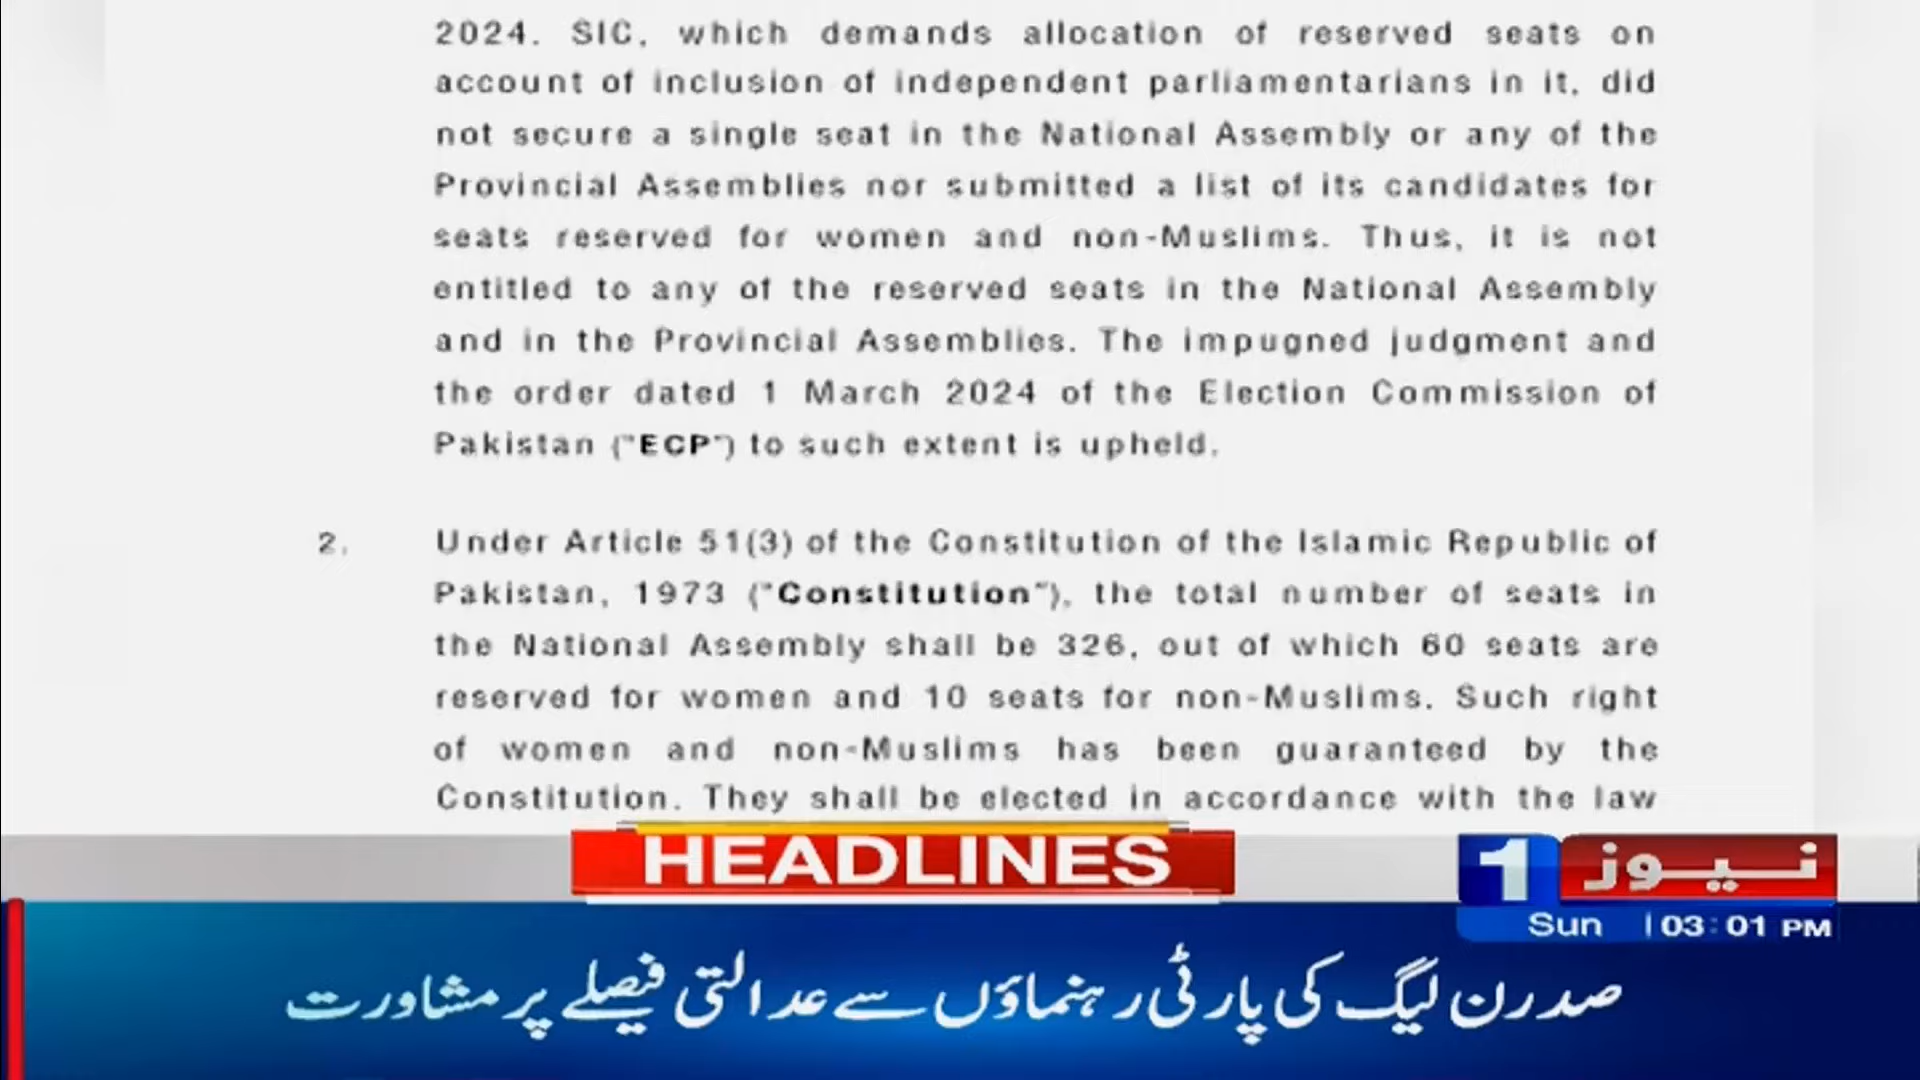 2024. SIC, which demands allocation of reserved seats on
account of inclusion of independent parliamentarians in it, did
not secure a single seat in the National Assembly or any of the
Provincial Assemblies nor submitted a list of its candidates for
seats reserved for women and non-Muslims. Thus, it is not
entitled to any of the reserved seats in the National Assembly
and in the Provincial Assemblies. The impugned judgment and
the order dated 1 March 2024 of the Election Commission of
Pakistan ("ECP") to such extent is upheld.
2. Under Article 51(3) of the Constitution of the Islamic Republic of
Pakistan, 1973 ("Constitution"), the total number of seats in
the National Assembly shall be 326, out of which 60 seats are
reserved for women and 10 seats for non-Muslims. Such right
of women and non-Muslims has been guaranteed by the
Constitution. They shall be elected in accordance with the law
HEADLINES
1 نیوز
Sun 03:01 PM
صدرن لیگ کی پارٹی رہنماؤں سے عدالتی فیصلے پر مشاورت